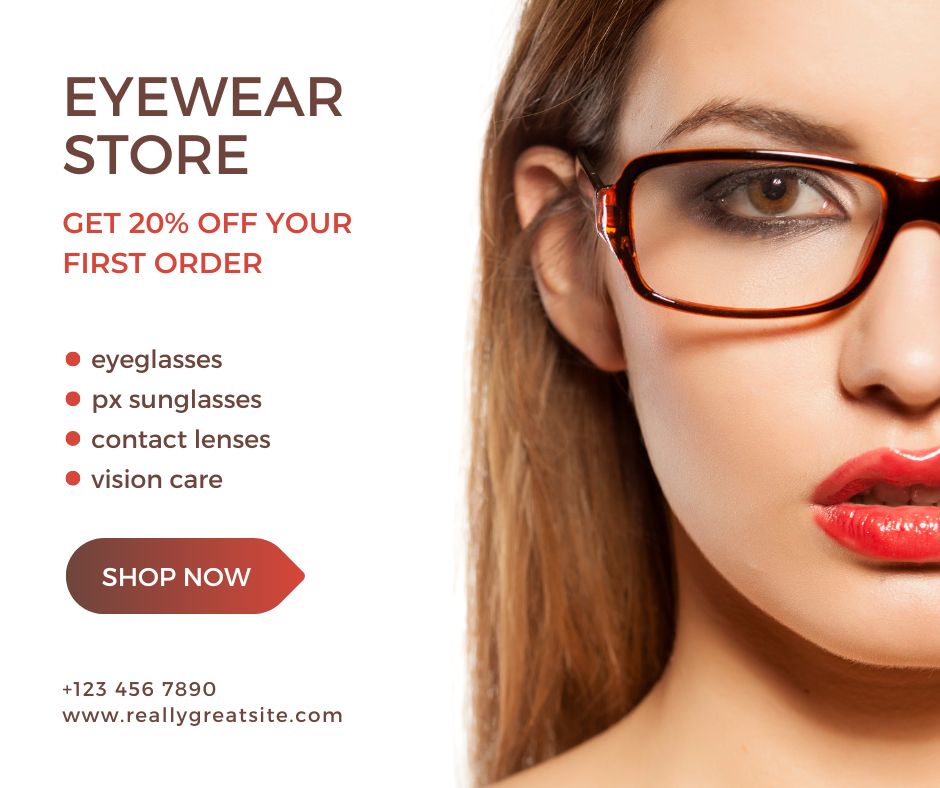 EYEWEAR
STORE
GET 20% OFF YOUR
FIRST ORDER
eyeglasses
px sunglasses
contact lenses
vision care
SHOP NOW
+123 456 7890
www.reallygreatsite.com